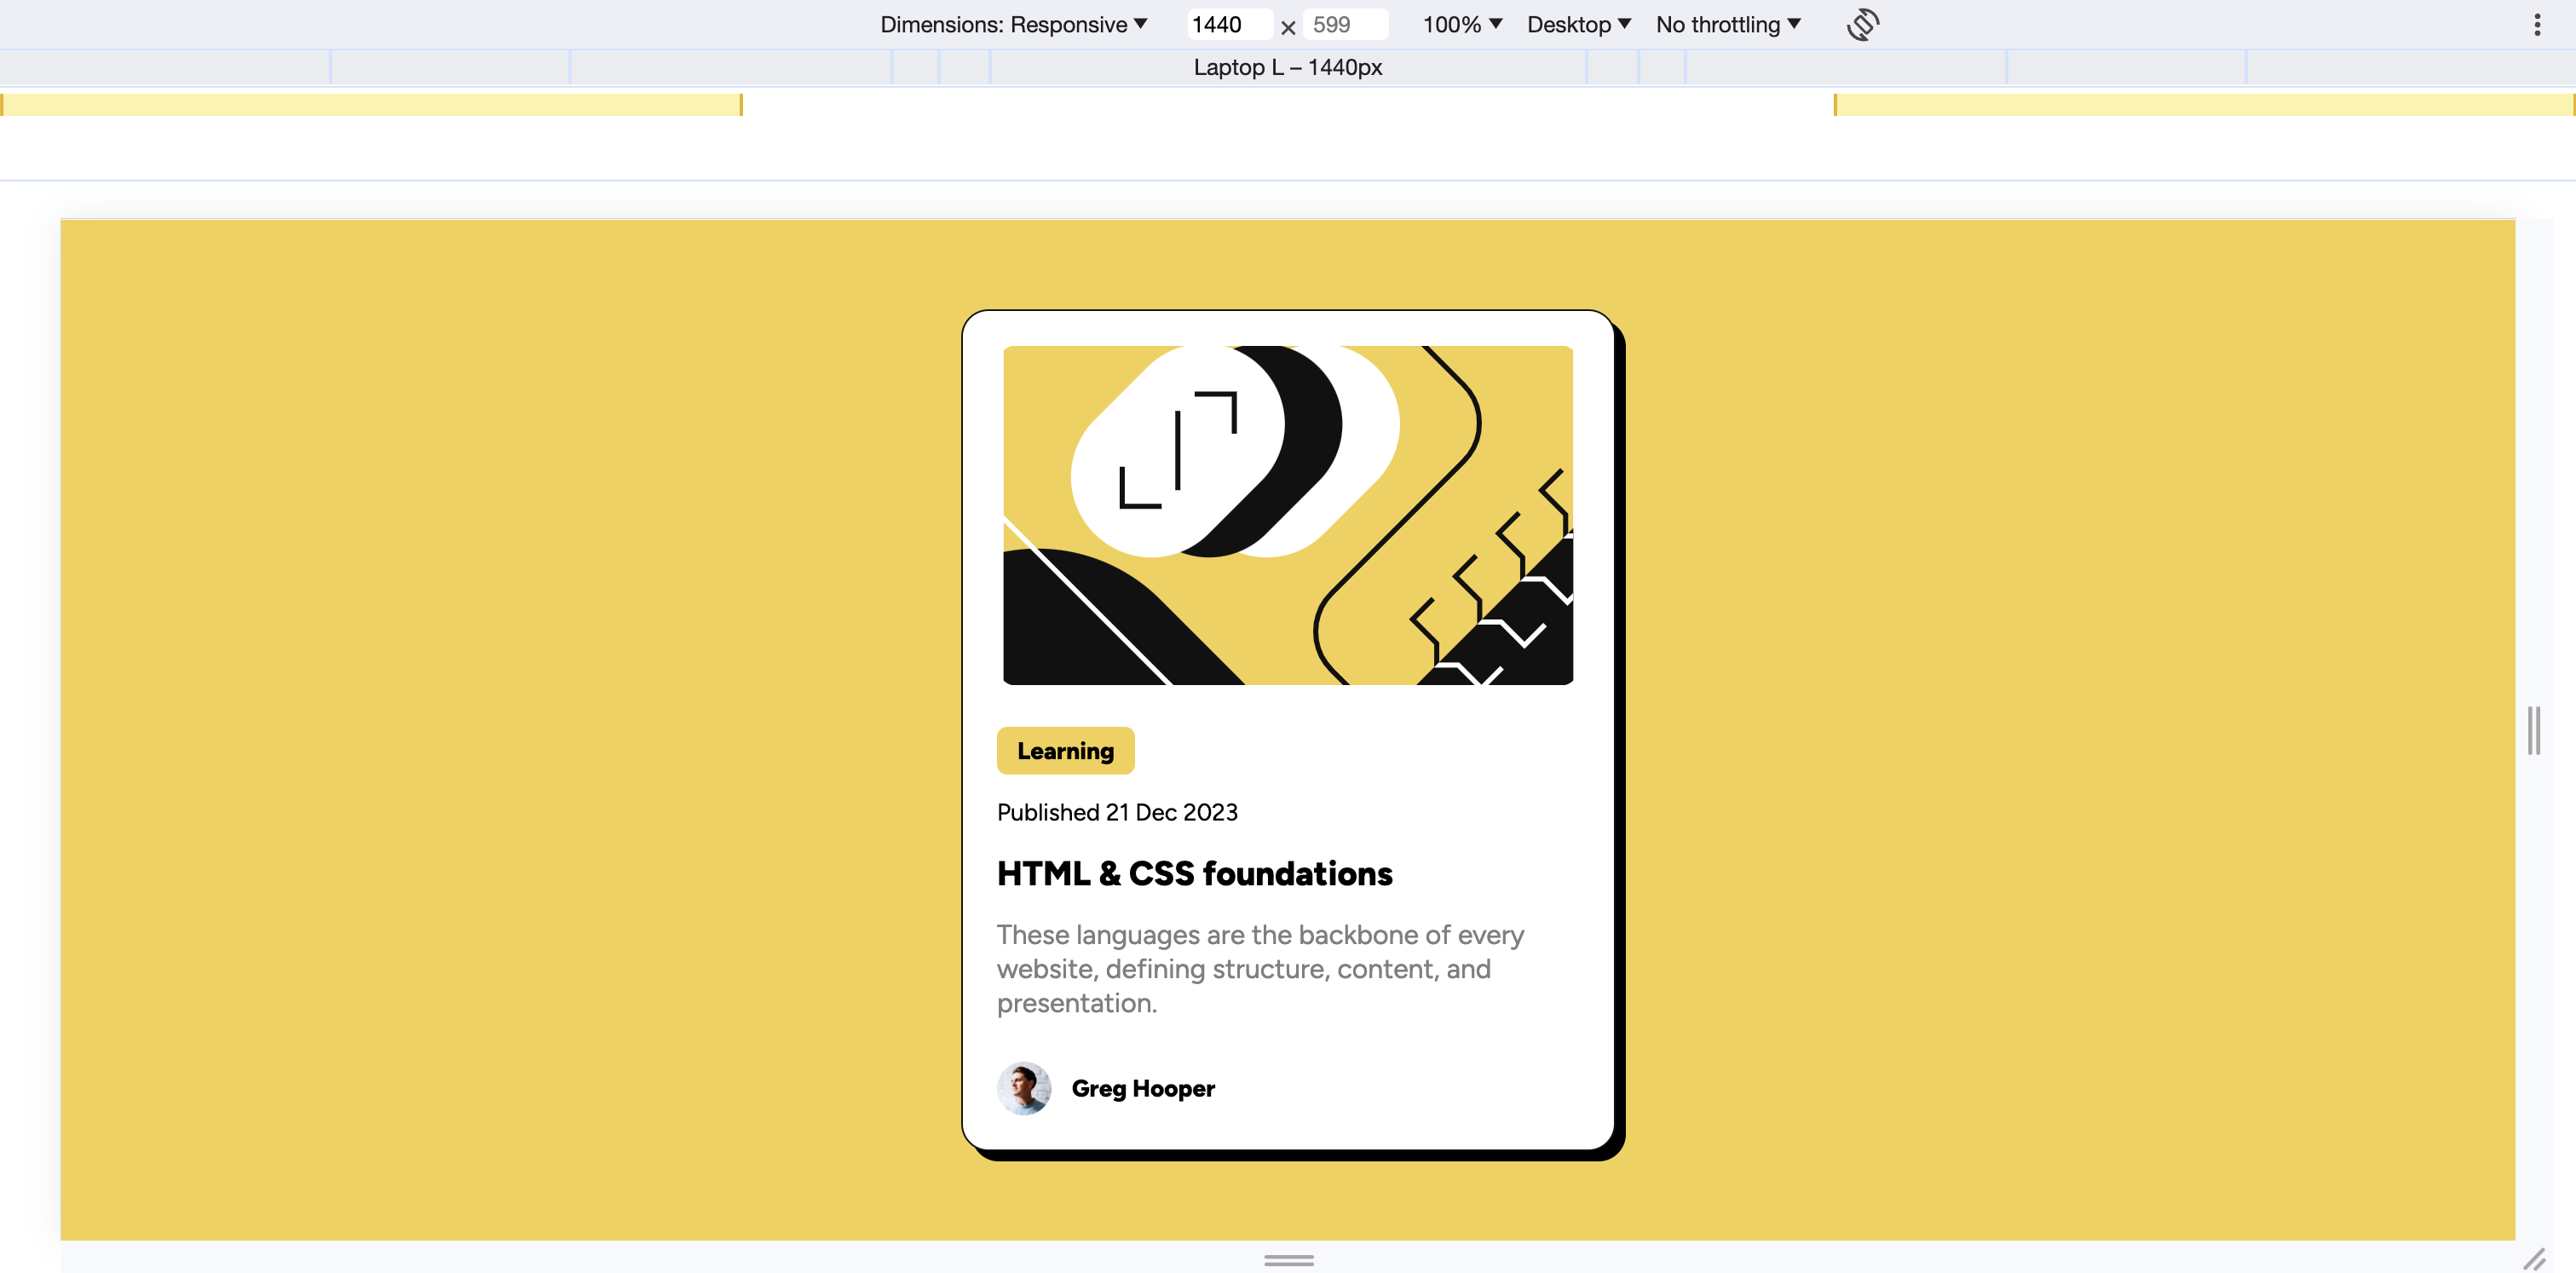 Dimensions: Responsive 1440 × 599 100% Desktop No throttling
Laptop L – 1440px
Learning
Published 21 Dec 2023
HTML & CSS foundations
These languages are the backbone of every
website, defining structure, content, and
presentation.
Greg Hooper